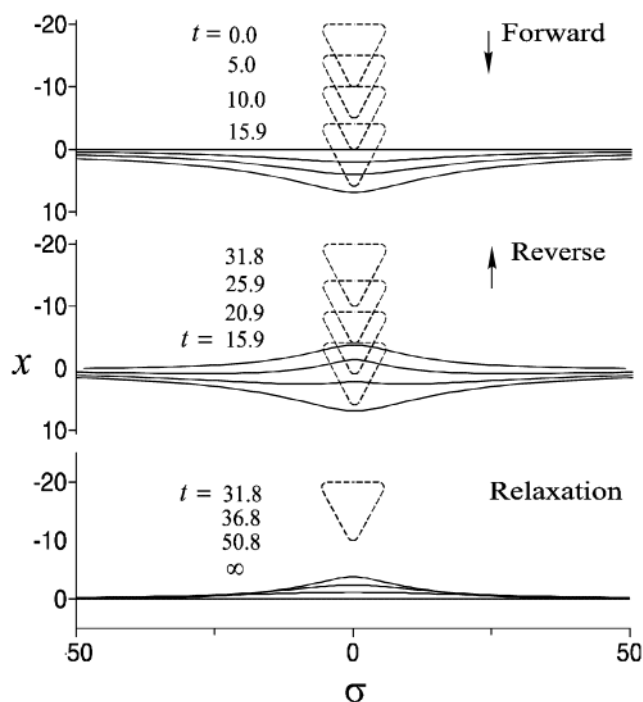 -20
t = 0.0
Forward
5.0
-10
10.0
15.9
0
10
-20
31.8
Reverse
25.9
-10
20.9
t = 15.9
x
0
10
-20
t = 31.8
Relaxation
36.8
-10
50.8
∞
0
-50 0 50
σ